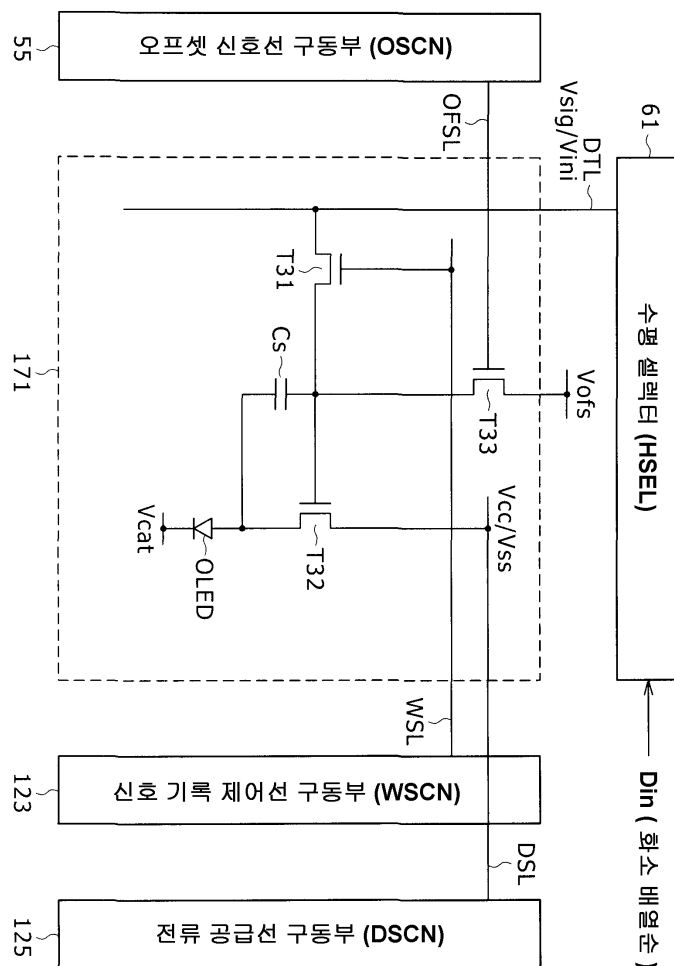 오프셋 신호선 구동부 (OSCN)
55
OFSL
Vsig/Vini
DTL
61
수평 셀렉터 (HSEL)
Din ( 화소 배열순 )
T31
Cs
T33
Vofs
171
Vcc/Vss
T32
OLED
Vcat
WSL
신호 기록 제어선 구동부 (WSCN)
123
DSL
전류 공급선 구동부 (DSCN)
125